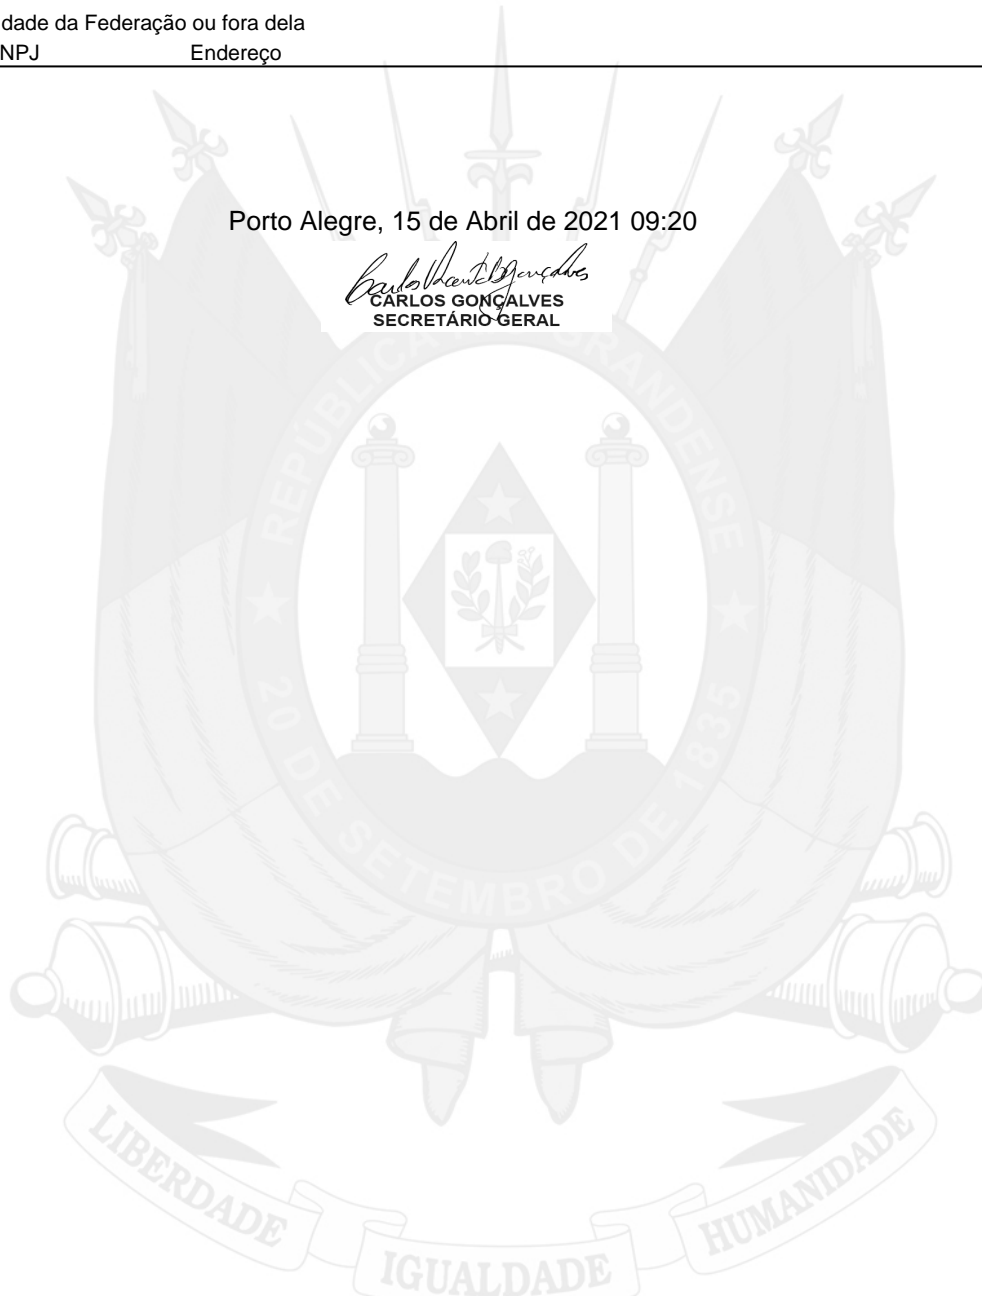 dade da Federação ou fora dela
NPJ Endereço
Porto Alegre, 15 de Abril de 2021 09:20
CARLOS GONÇALVES
SECRETÁRIO GERAL
REPÚBLICA RIO GRANDENSE
20 DE SETEMBRO DE 1835
LIBERDADE
IGUALDADE
HUMANIDADE